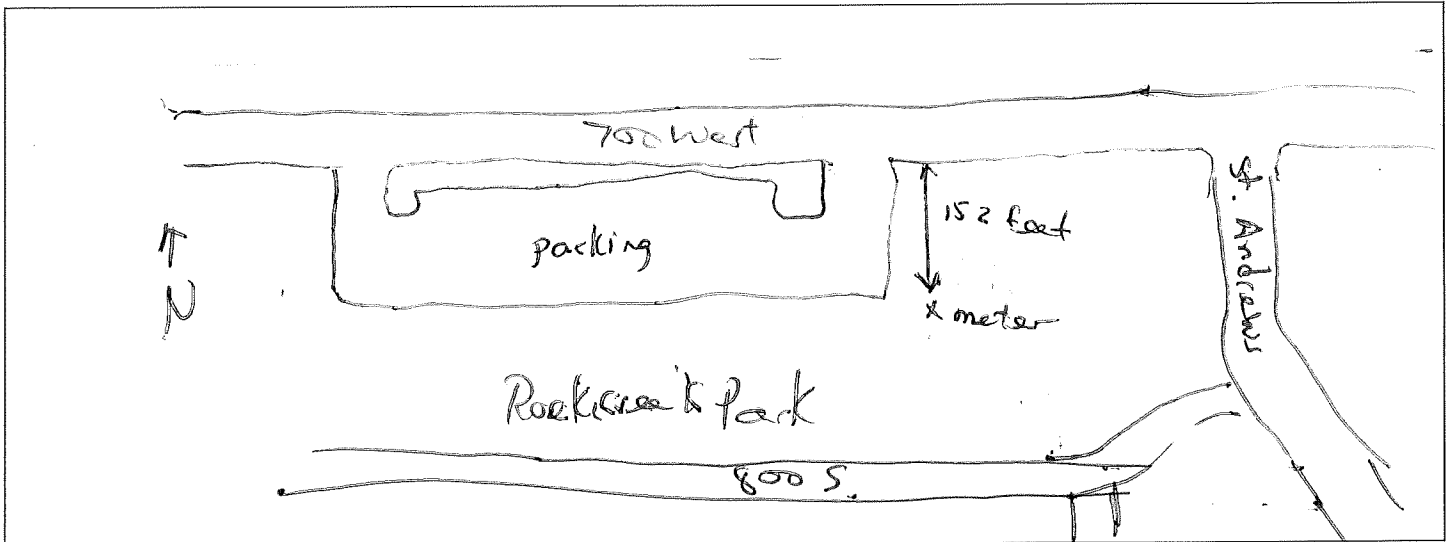 700 West
152 feet
parking
x meter
N
St. Andrews
Rockcreek Park
800 S.